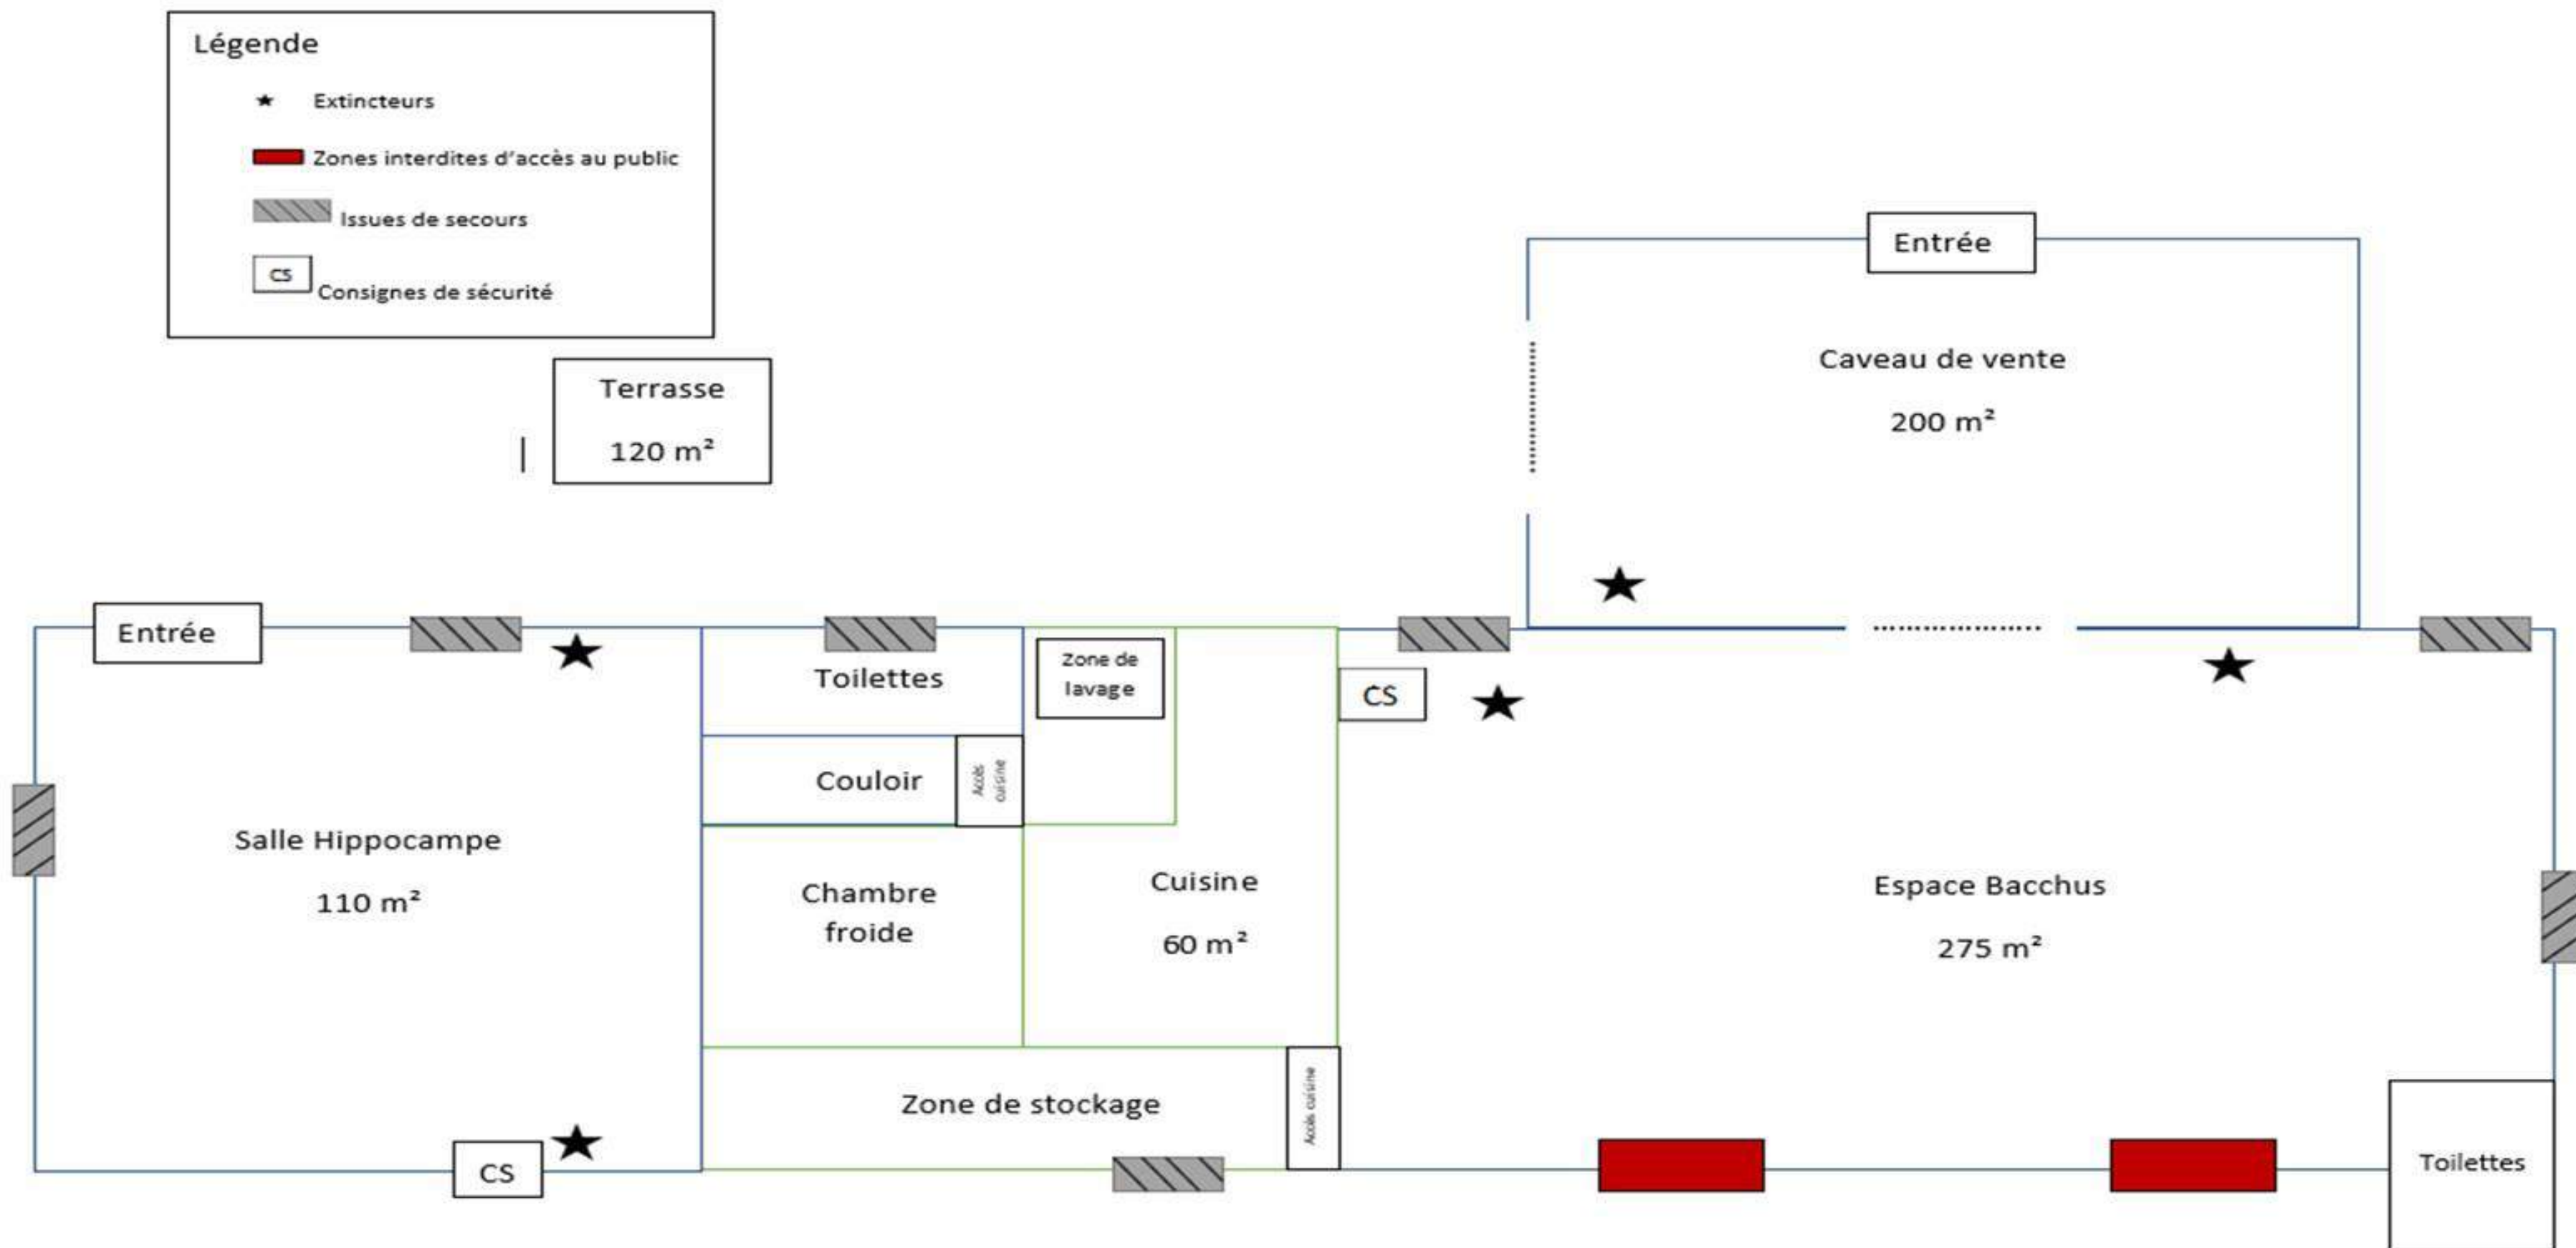 Légende
Extincteurs
Zones interdites d'accès au public
Issues de secours
CS
Consignes de sécurité
Terrasse
120 m²
Entrée
Caveau de vente
200 m²
Entrée
Salle Hippocampe
110 m²
CS
Toilettes
Couloir
Accès
cuisine
Zone de
lavage
Chambre
froide
Cuisine
60 m²
Zone de stockage
Accès cuisine
CS
Espace Bacchus
275 m²
Toilettes